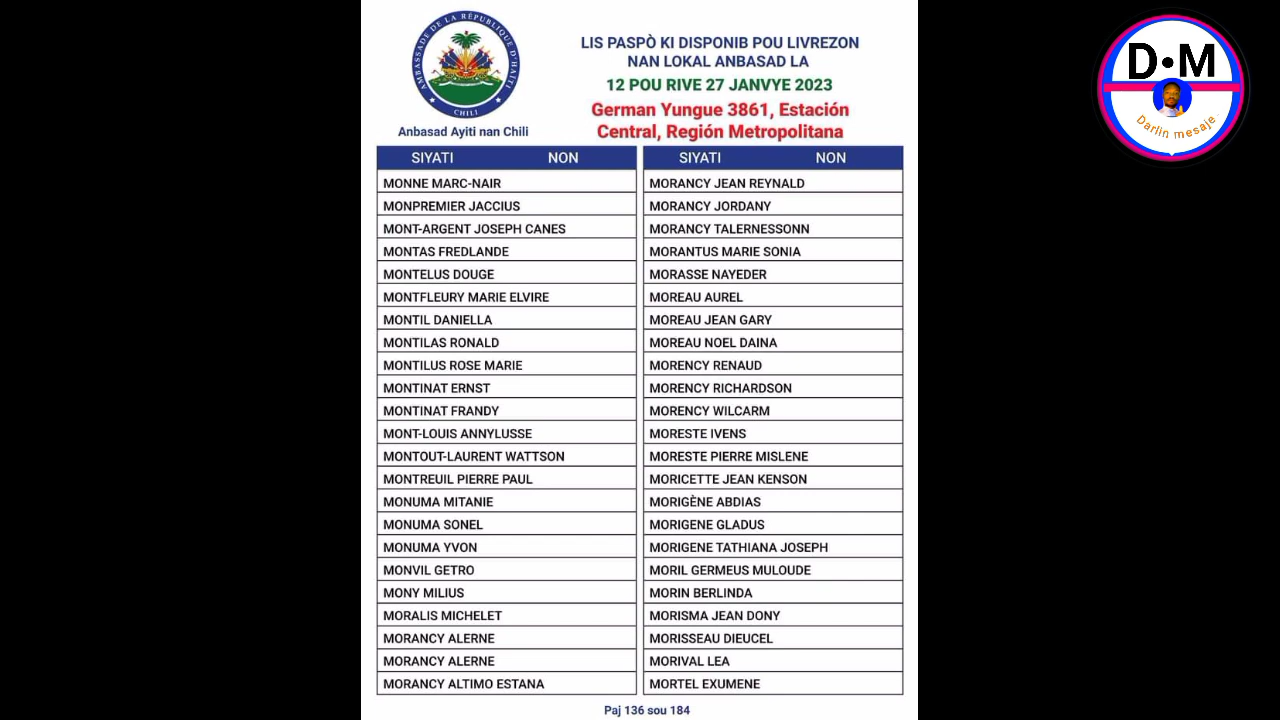 AMBASSADE DE LA RÉPUBLIQUE D'HAITI
CHILI
Anbasad Ayiti nan Chili
LIS PASPÒ KI DISPONIB POU LIVREZON
NAN LOKAL ANBASAD LA
12 POU RIVE 27 JANVYE 2023
German Yungue 3861, Estación
Central, Región Metropolitana
D•M
Darlin mesaje
SIYATI NON
MONNE MARC-NAIR
MONPREMIER JACCIUS
MONT-ARGENT JOSEPH CANES
MONTAS FREDLANDE
MONTELUS DOUGE
MONTFLEURY MARIE ELVIRE
MONTIL DANIELLA
MONTILAS RONALD
MONTILUS ROSE MARIE
MONTINAT ERNST
MONTINAT FRANDY
MONT-LOUIS ANNYLUSSE
MONTOUT-LAURENT WATTSON
MONTREUIL PIERRE PAUL
MONUMA MITANIE
MONUMA SONEL
MONUMA YVON
MONVIL GETRO
MONY MILIUS
MORALIS MICHELET
MORANCY ALERNE
MORANCY ALERNE
MORANCY ALTIMO ESTANA
SIYATI NON
MORANCY JEAN REYNALD
MORANCY JORDANY
MORANCY TALERNESSONN
MORANTUS MARIE SONIA
MORASSE NAYEDER
MOREAU AUREL
MOREAU JEAN GARY
MOREAU NOEL DAINA
MORENCY RENAUD
MORENCY RICHARDSON
MORENCY WILCARM
MORESTE IVENS
MORESTE PIERRE MISLENE
MORICETTE JEAN KENSON
MORIGÈNE ABDIAS
MORIGENE GLADUS
MORIGENE TATHIANA JOSEPH
MORIL GERMEUS MULOUDE
MORIN BERLINDA
MORISMA JEAN DONY
MORISSEAU DIEUCEL
MORIVAL LEA
MORTEL EXUMENE
Paj 136 sou 184